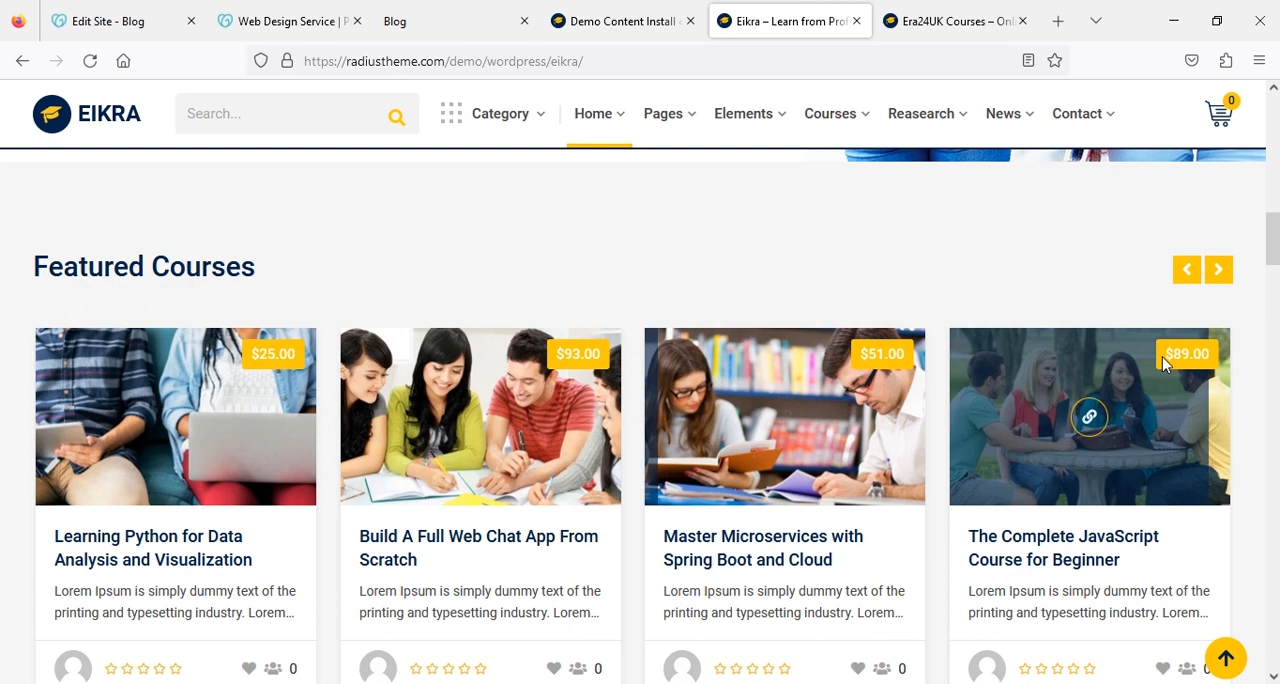 Edit Site - Blog
Web Design Service | P
Blog
Demo Content Install
Eikra – Learn from Prof
Era24UK Courses – Onli
https://radiustheme.com/demo/wordpress/eikra/
EIKRA
Search...
Category
Home
Pages
Elements
Courses
Reasearch
News
Contact
0
Featured Courses
$25.00
$93.00
$51.00
$89.00
Learning Python for Data
Analysis and Visualization
Lorem Ipsum is simply dummy text of the
printing and typesetting industry. Lorem...
0
Build A Full Web Chat App From
Scratch
Lorem Ipsum is simply dummy text of the
printing and typesetting industry. Lorem...
0
Master Microservices with
Spring Boot and Cloud
Lorem Ipsum is simply dummy text of the
printing and typesetting industry. Lorem...
0
The Complete JavaScript
Course for Beginner
Lorem Ipsum is simply dummy text of the
printing and typesetting industry. Lorem...
0